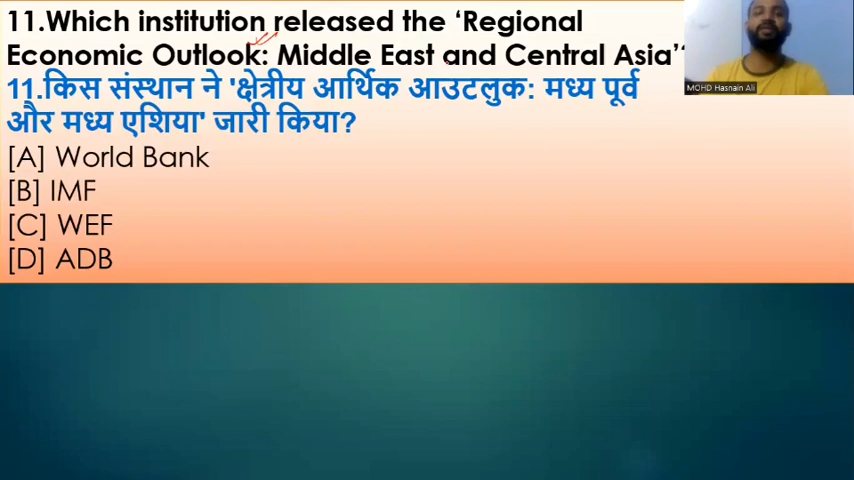 11.Which institution released the ‘Regional
Economic Outlook: Middle East and Central Asia’
11.किस संस्थान ने 'क्षेत्रीय आर्थिक आउटलुक: मध्य पूर्व
और मध्य एशिया' जारी किया?
[A] World Bank
[B] IMF
[C] WEF
[D] ADB
MOHD Hasnain Ali